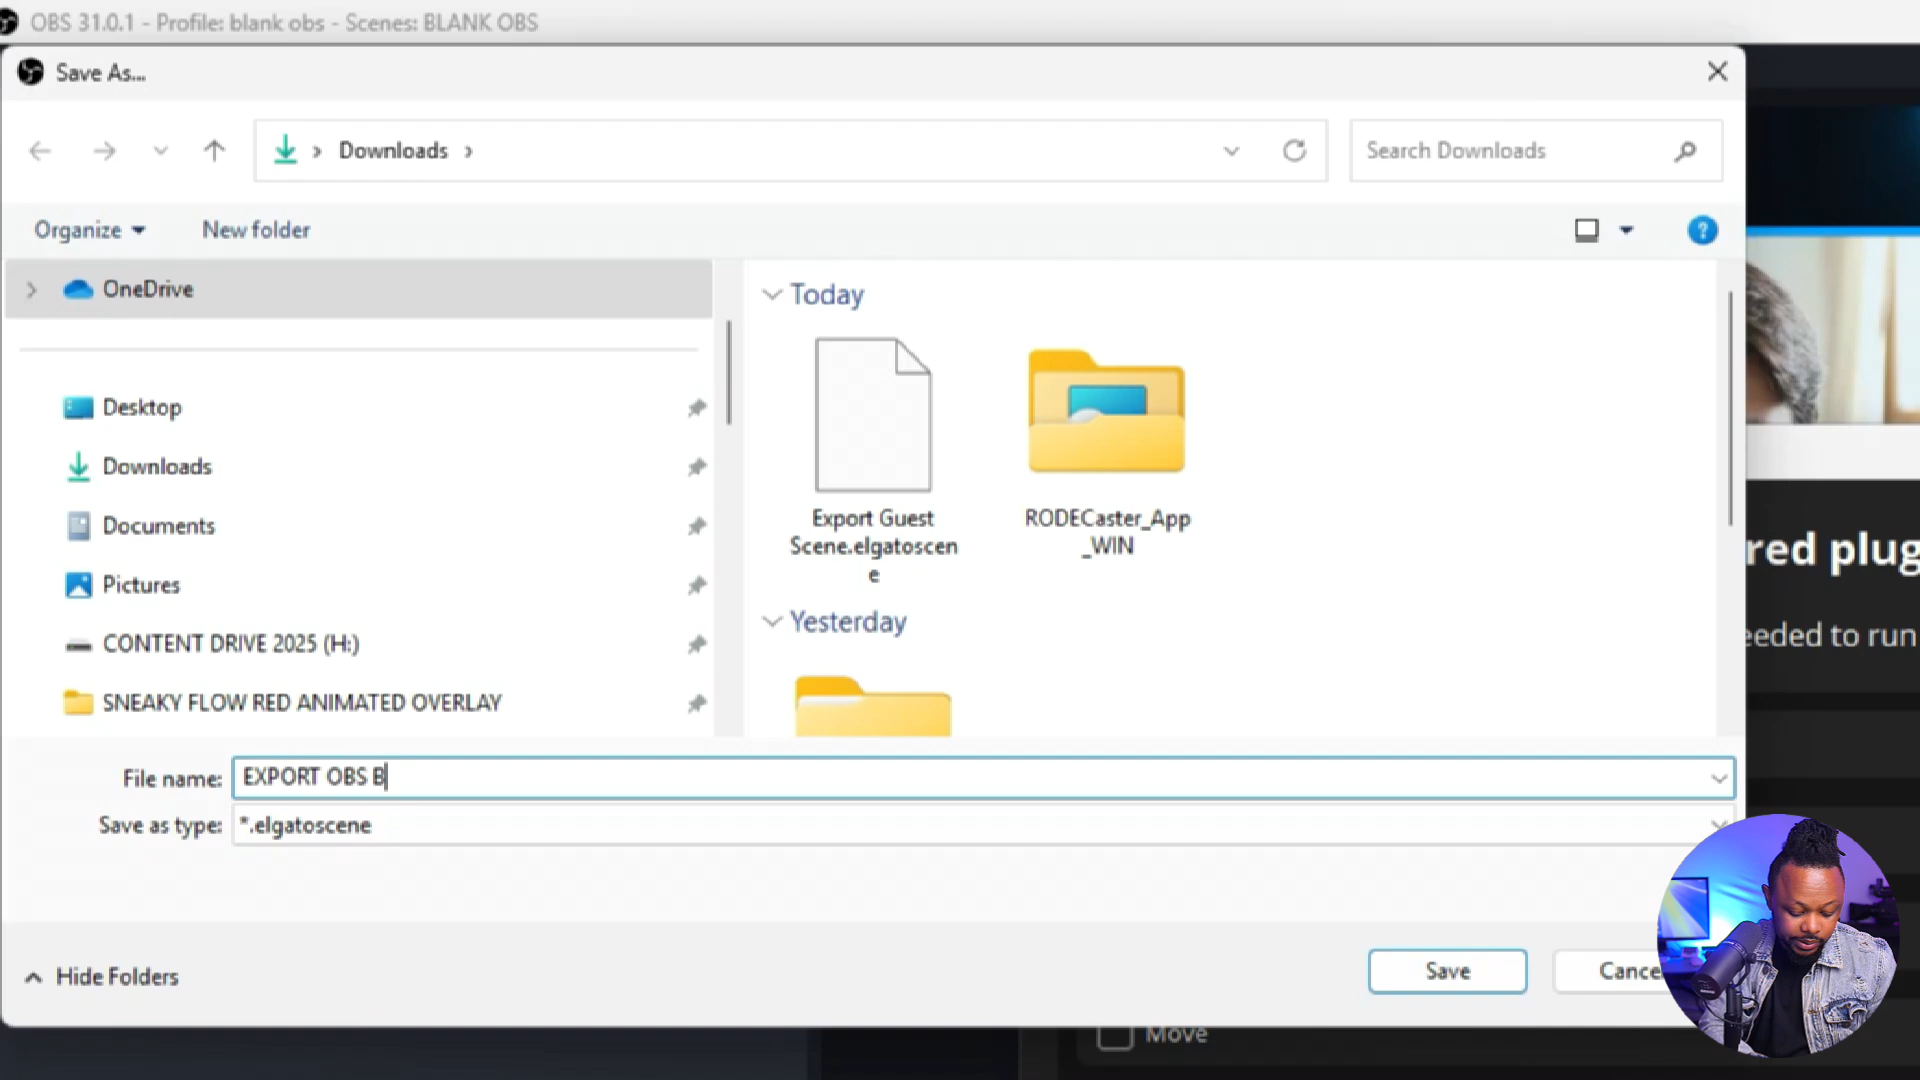 OBS 31.0.1 - Profile: blank obs - Scenes: BLANK OBS
Save As...
Downloads
Search Downloads
Organize
New folder
OneDrive
Today
Desktop
Downloads
Documents
Pictures
CONTENT DRIVE 2025 (H:)
SNEAKY FLOW RED ANIMATED OVERLAY
Export Guest
Scene.elgatoscen
e
RODECaster_App
_WIN
Yesterday
red plug
eeded to run
File name: EXPORT OBS B
Save as type: *.elgatoscene
Hide Folders
Save
Cance
Move